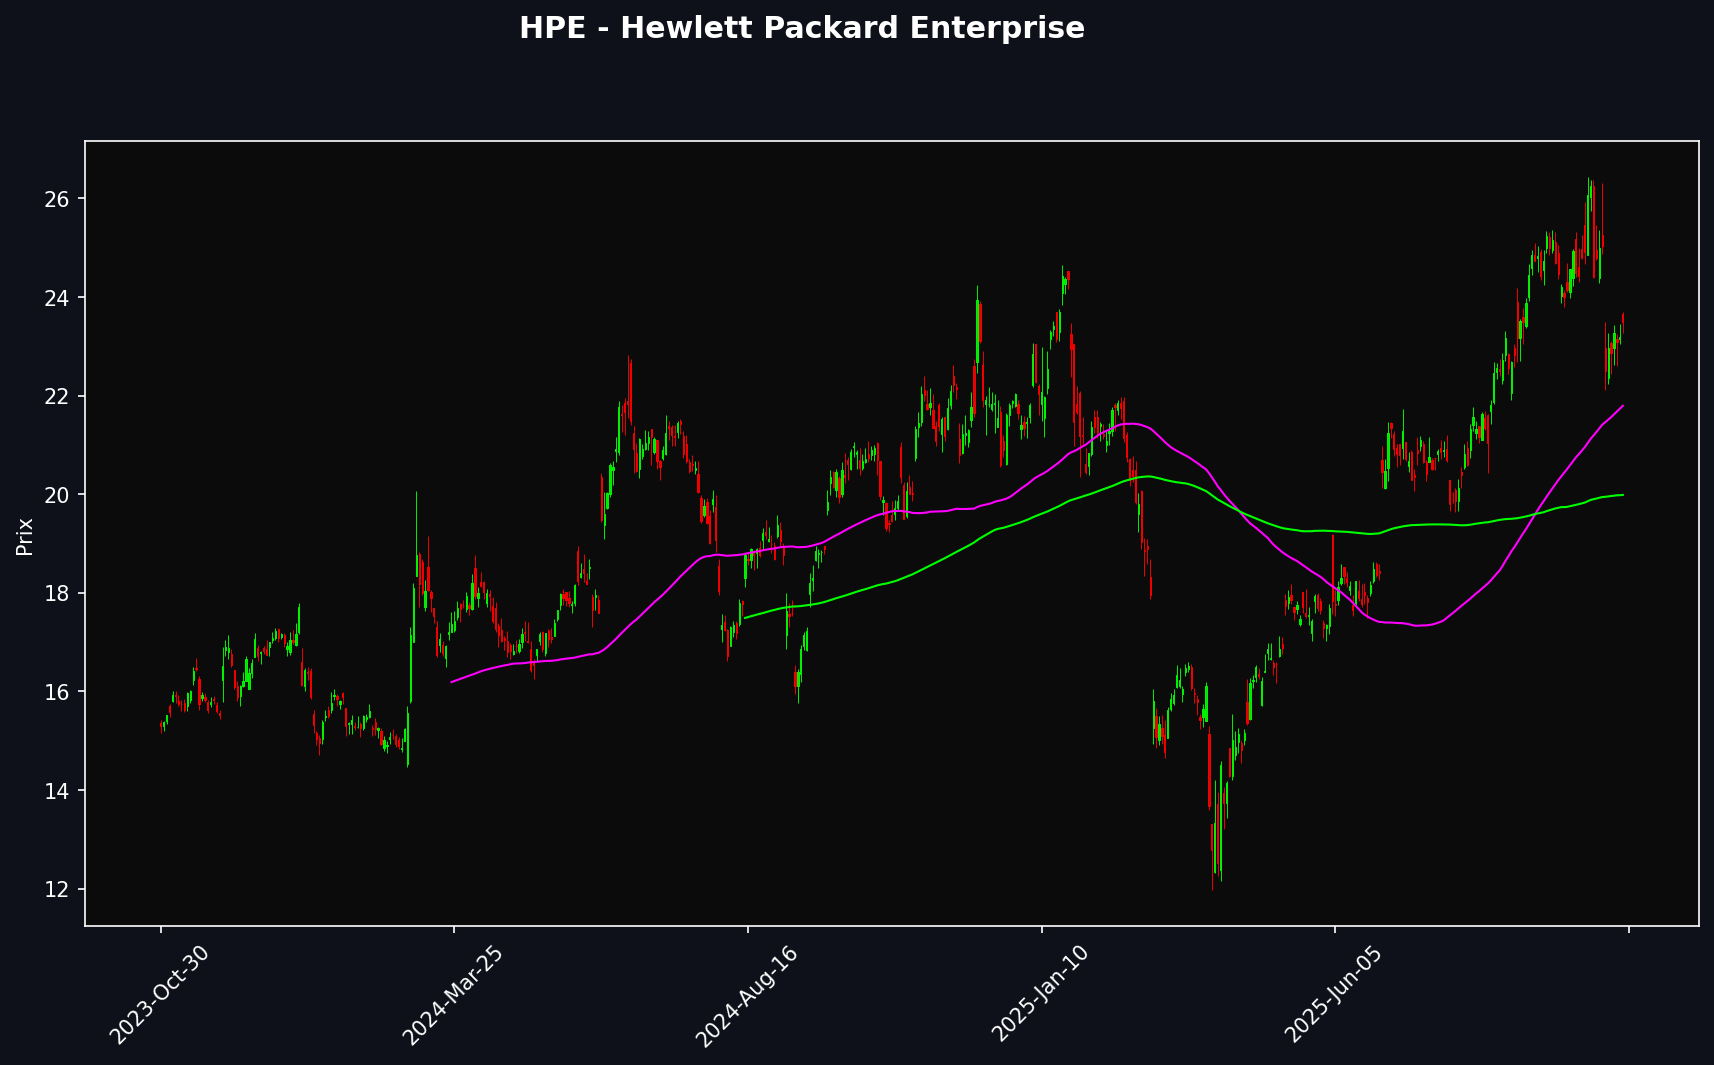 HPE - Hewlett Packard Enterprise
Prix
26
24
22
20
18
16
14
12
2023-Oct-30
2024-Mar-25
2024-Aug-16
2025-Jan-10
2025-Jun-05